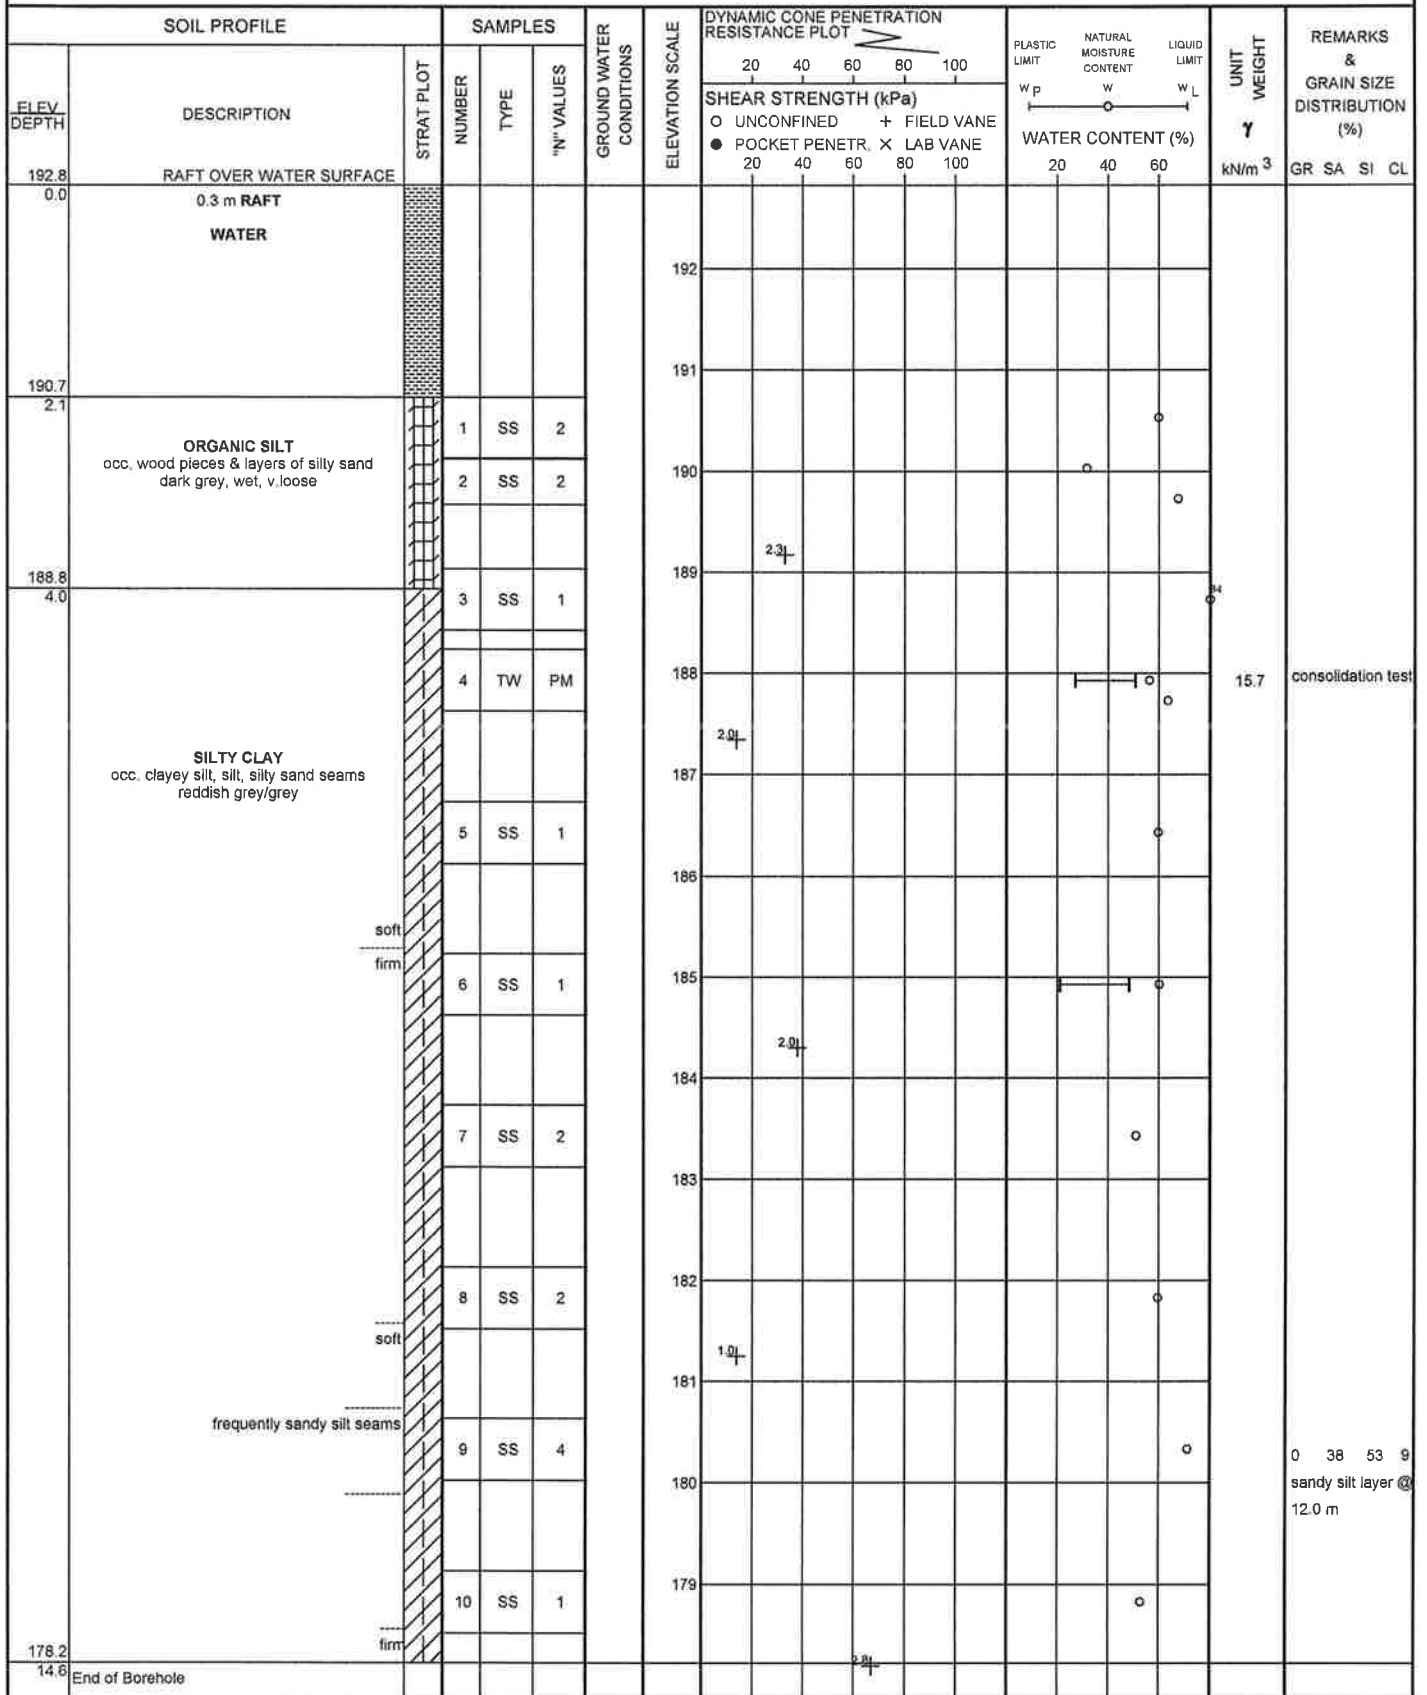 SOIL PROFILE
SAMPLES
GROUND WATER
CONDITIONS
ELEVATION SCALE
DYNAMIC CONE PENETRATION
RESISTANCE PLOT
20 40 60 80 100
PLASTIC
LIMIT
NATURAL
MOISTURE
CONTENT
LIQUID
LIMIT
W P
W
W L
UNIT
WEIGHT
γ
kN/m 3
REMARKS
&
GRAIN SIZE
DISTRIBUTION
(%)
GR SA SI CL
ELEV
DEPTH
DESCRIPTION
STRAT PLOT
NUMBER
TYPE
"N" VALUES
SHEAR STRENGTH (kPa)
UNCONFINED + FIELD VANE
POCKET PENETR. X LAB VANE
20 40 60 80 100
WATER CONTENT (%)
20 40 60
192.8
RAFT OVER WATER SURFACE
0.0
0.3 m RAFT
WATER
192
191
190.7
2.1
1 SS 2
ORGANIC SILT
occ. wood pieces & layers of silty sand
dark grey, wet, v.loose
190
2 SS 2
2.3
189
188.8
4.0
3 SS 1
188
4 TW PM
15.7
consolidation test
2.0
SILTY CLAY
occ. clayey silt, silt, silty sand seams
reddish grey/grey
187
5 SS 1
186
soft
firm
185
6 SS 1
2.0
184
7 SS 2
183
182
8 SS 2
soft
1.0
181
frequently sandy silt seams
9 SS 4
0 38 53 9
sandy silt layer @
12.0 m
180
179
10 SS 1
firm
178.2
14.6
End of Borehole